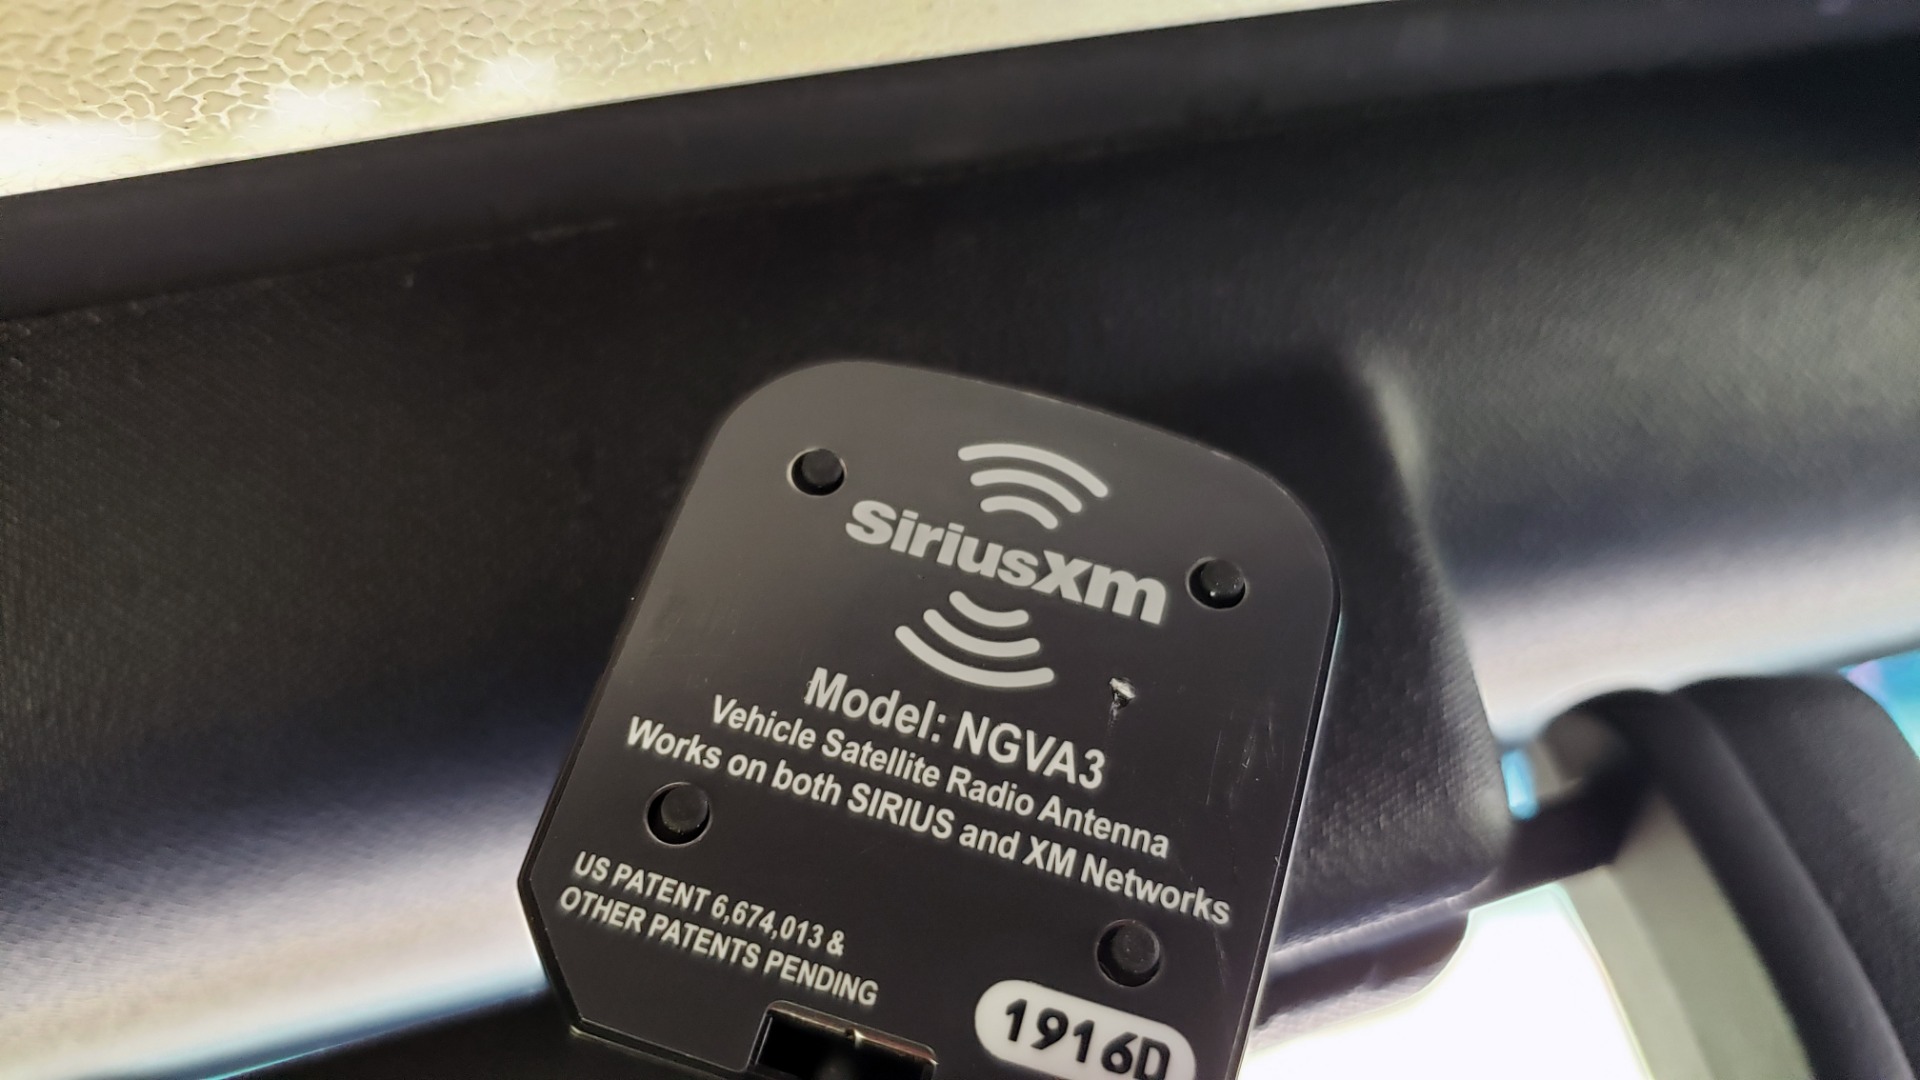 siriusxm
Model: NGVA3
Vehicle Satellite Radio Antenna
Works on both SIRIUS and XM Networks
US PATENT 6,674,013 &
OTHER PATENTS PENDING
1916D